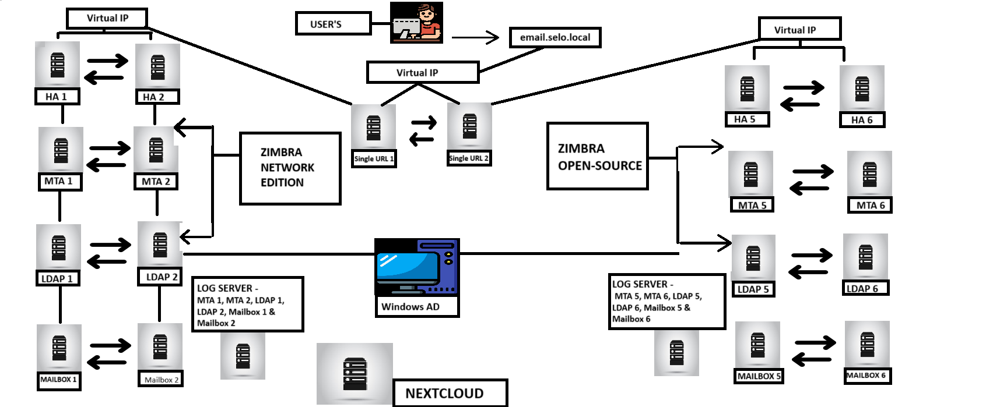 Virtual IP
USER'S
email.selo.local
Virtual IP
Virtual IP
HA 1
HA 2
HA 5
HA 6
Single URL 1
Single URL 2
ZIMBRA
NETWORK
EDITION
ZIMBRA
OPEN-SOURCE
MTA 1
MTA 2
MTA 5
MTA 6
LDAP 1
LDAP 2
LDAP 5
LDAP 6
LOG SERVER -
MTA 1, MTA 2, LDAP 1,
LDAP 2, Mailbox 1 &
Mailbox 2
Windows AD
LOG SERVER -
MTA 5, MTA 6, LDAP 5,
LDAP 6, Mailbox 5 &
Mailbox 6
MAILBOX 1
Mailbox 2
MAILBOX 5
MAILBOX 6
NEXTCLOUD